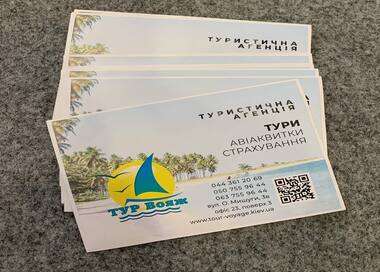 ТУРИСТИЧНА
АГЕНЦІЯ
ТУРИСТИЧНА
АГЕНЦІЯ
ТУРИ
АВІАКВИТКИ
СТРАХУВАННЯ
ТУР Вояж
044 361 20 69
050 755 96 44
063 755 96 44
вул. О. Мишуги, 3в
офіс 23, поверх 3
www.tour-voyage.kiev.ua